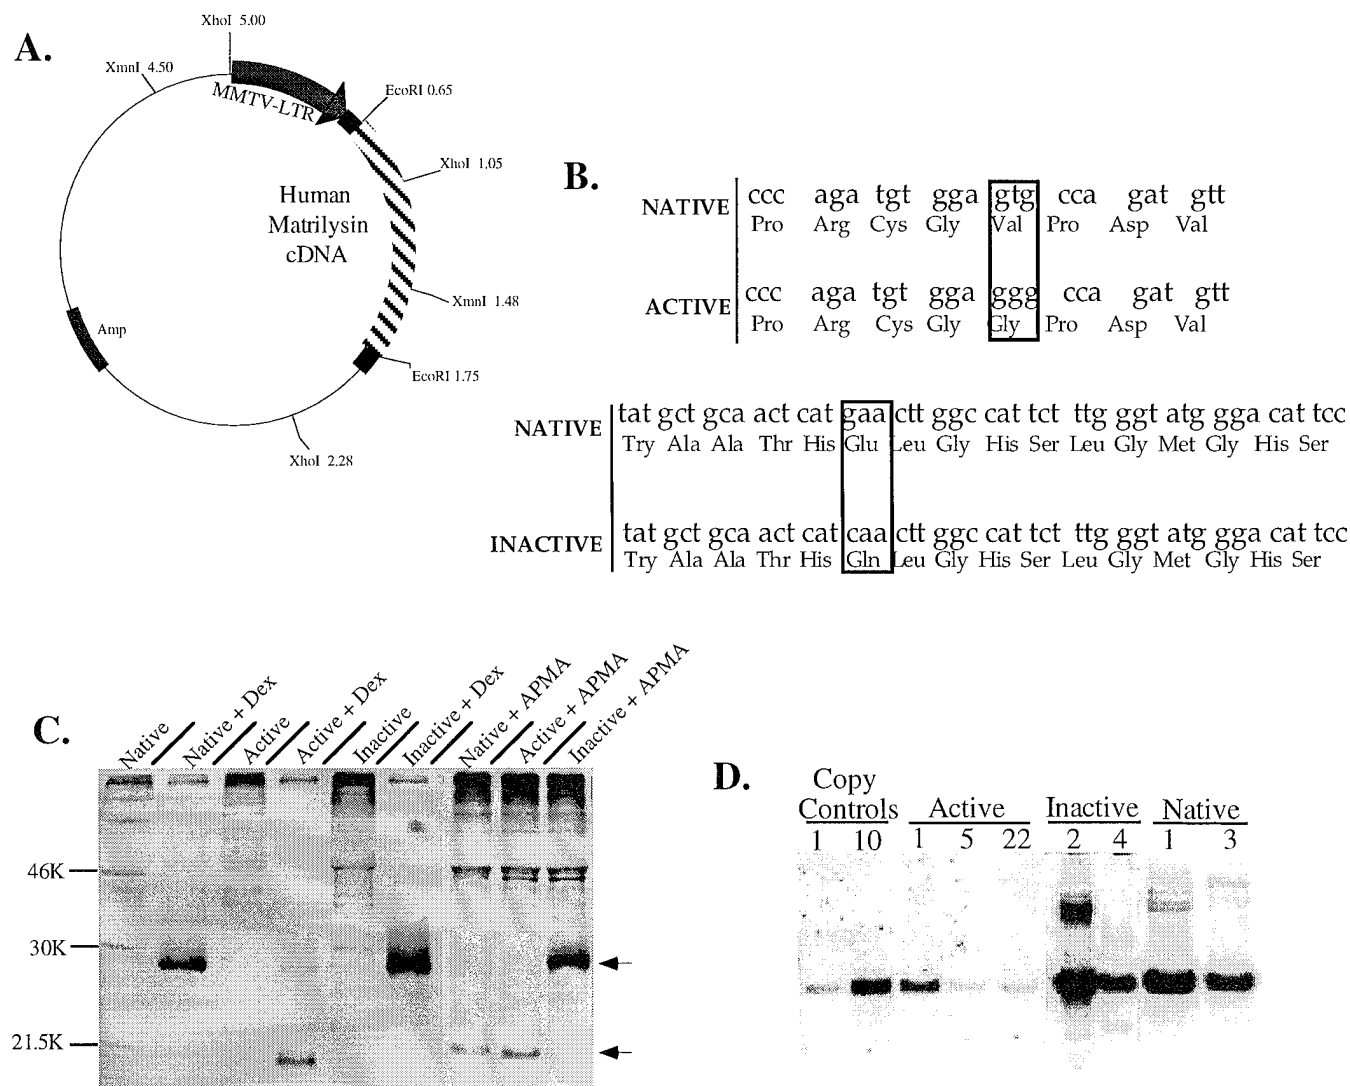 A.
XhoI 5.00
XmnI 4.50
MMTV-LTR
EcoRI 0.65
XhoI 1.05
Human
Matrilysin
cDNA
XmnI 1.48
Amp
EcoRI 1.75
XhoI 2.28
B.
NATIVE
ccc aga tgt gga gtg cca gat gtt
Pro Arg Cys Gly Val Pro Asp Val
ACTIVE
ccc aga tgt gga ggg cca gat gtt
Pro Arg Cys Gly Gly Pro Asp Val
NATIVE
tat gct gca act cat gaa ctt ggc cat tct ttg ggt atg gga cat tcc
Try Ala Ala Thr His Glu Leu Gly His Ser Leu Gly Met Gly His Ser
INACTIVE
tat gct gca act cat caa ctt ggc cat tct ttg ggt atg gga cat tcc
Try Ala Ala Thr His Gln Leu Gly His Ser Leu Gly Met Gly His Ser
C.
Native
Native + Dex
Active
Active + Dex
Inactive
Inactive + Dex
Native + APMA
Active + APMA
Inactive + APMA
46K
30K
21.5K
D.
Copy
Controls Active Inactive Native
1 10 1 5 22 2 4 1 3